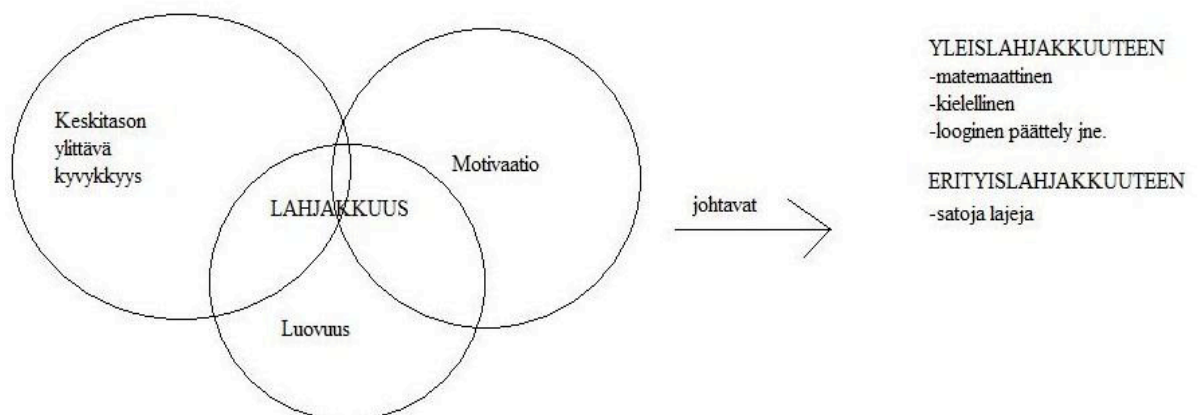 Keskitason
ylittävä
kyvykkyys
Motivaatio
LAHJAKKUUS
Luovuus
johtavat
YLEISLAHJAKKUUTEEN
-matemaattinen
-kielellinen
-looginen päättely jne.
ERITYISLAHJAKKUUTEEN
-satoja lajeja